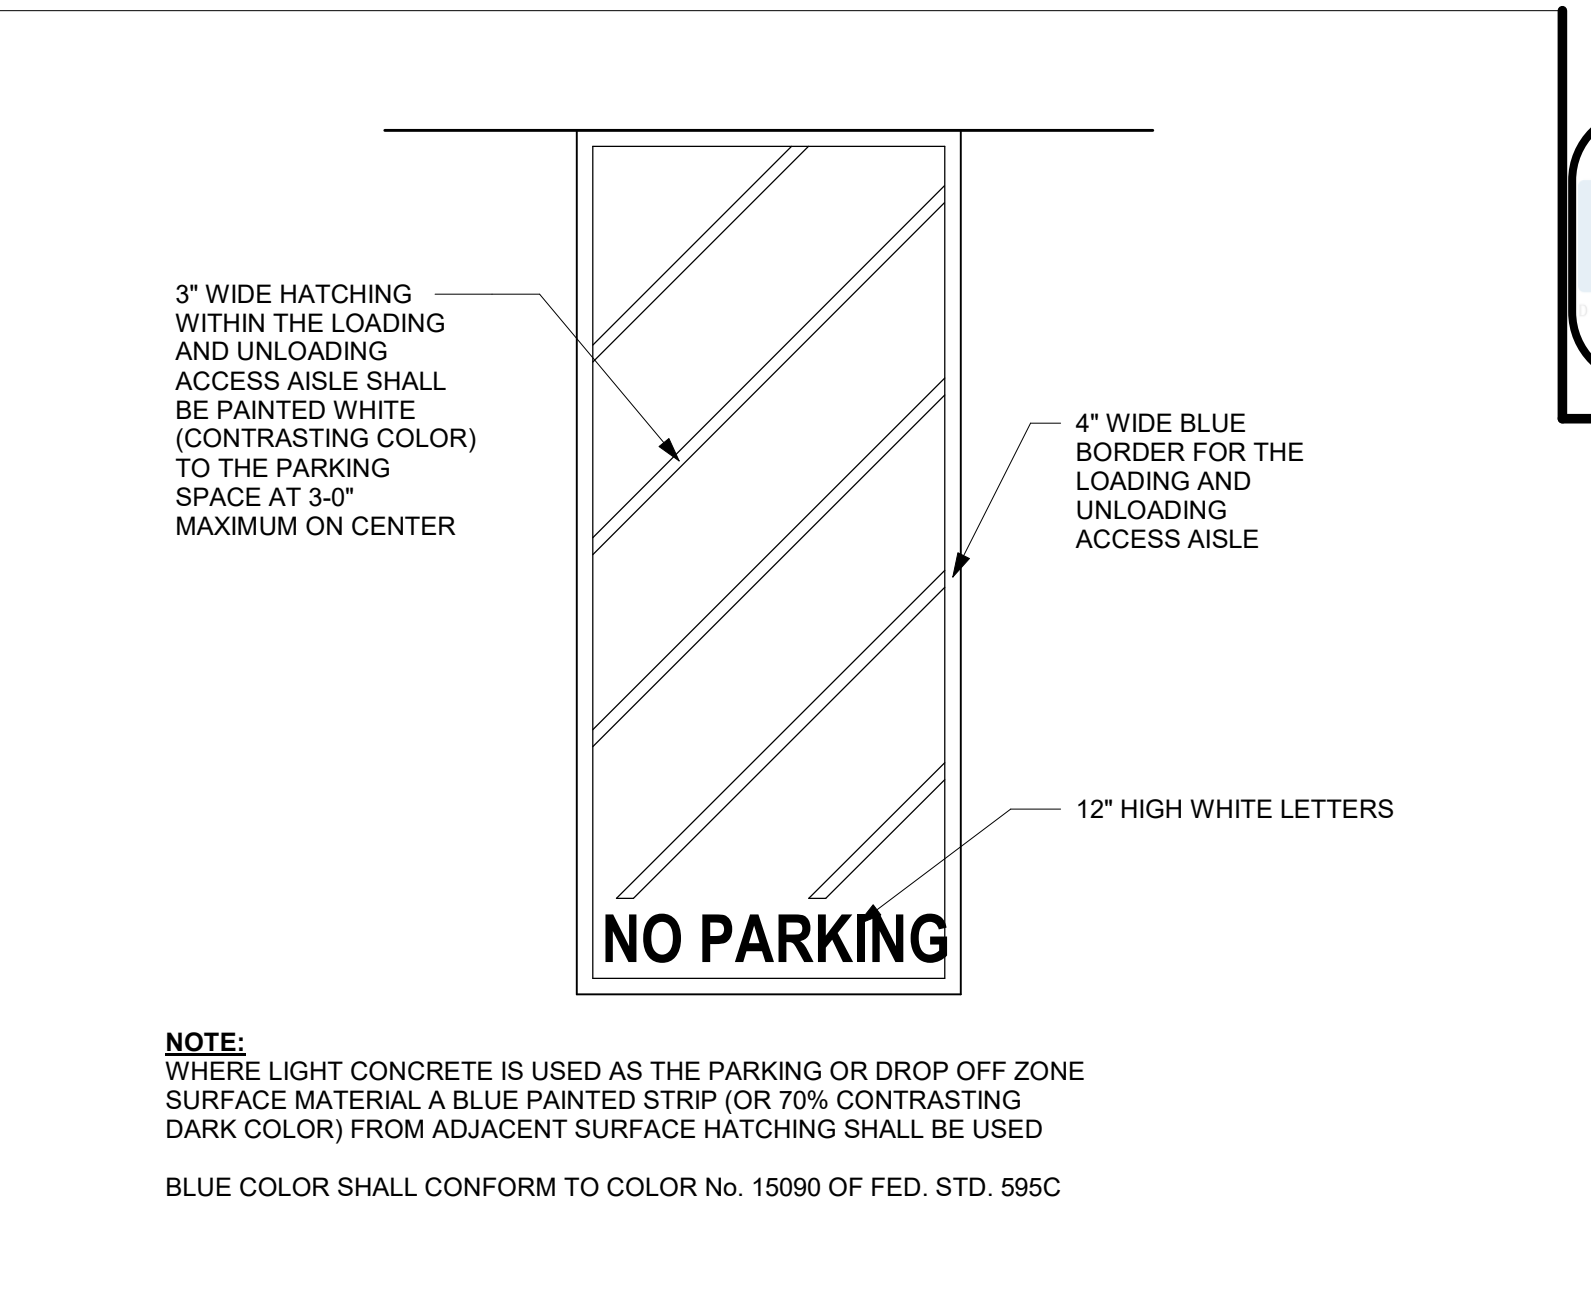 3" WIDE HATCHING
WITHIN THE LOADING
AND UNLOADING
ACCESS AISLE SHALL
BE PAINTED WHITE
(CONTRASTING COLOR)
TO THE PARKING
SPACE AT 3-0"
MAXIMUM ON CENTER
4" WIDE BLUE
BORDER FOR THE
LOADING AND
UNLOADING
ACCESS AISLE
12" HIGH WHITE LETTERS
NO PARKING
NOTE:
WHERE LIGHT CONCRETE IS USED AS THE PARKING OR DROP OFF ZONE
SURFACE MATERIAL A BLUE PAINTED STRIP (OR 70% CONTRASTING
DARK COLOR) FROM ADJACENT SURFACE HATCHING SHALL BE USED
BLUE COLOR SHALL CONFORM TO COLOR No. 15090 OF FED. STD. 595C